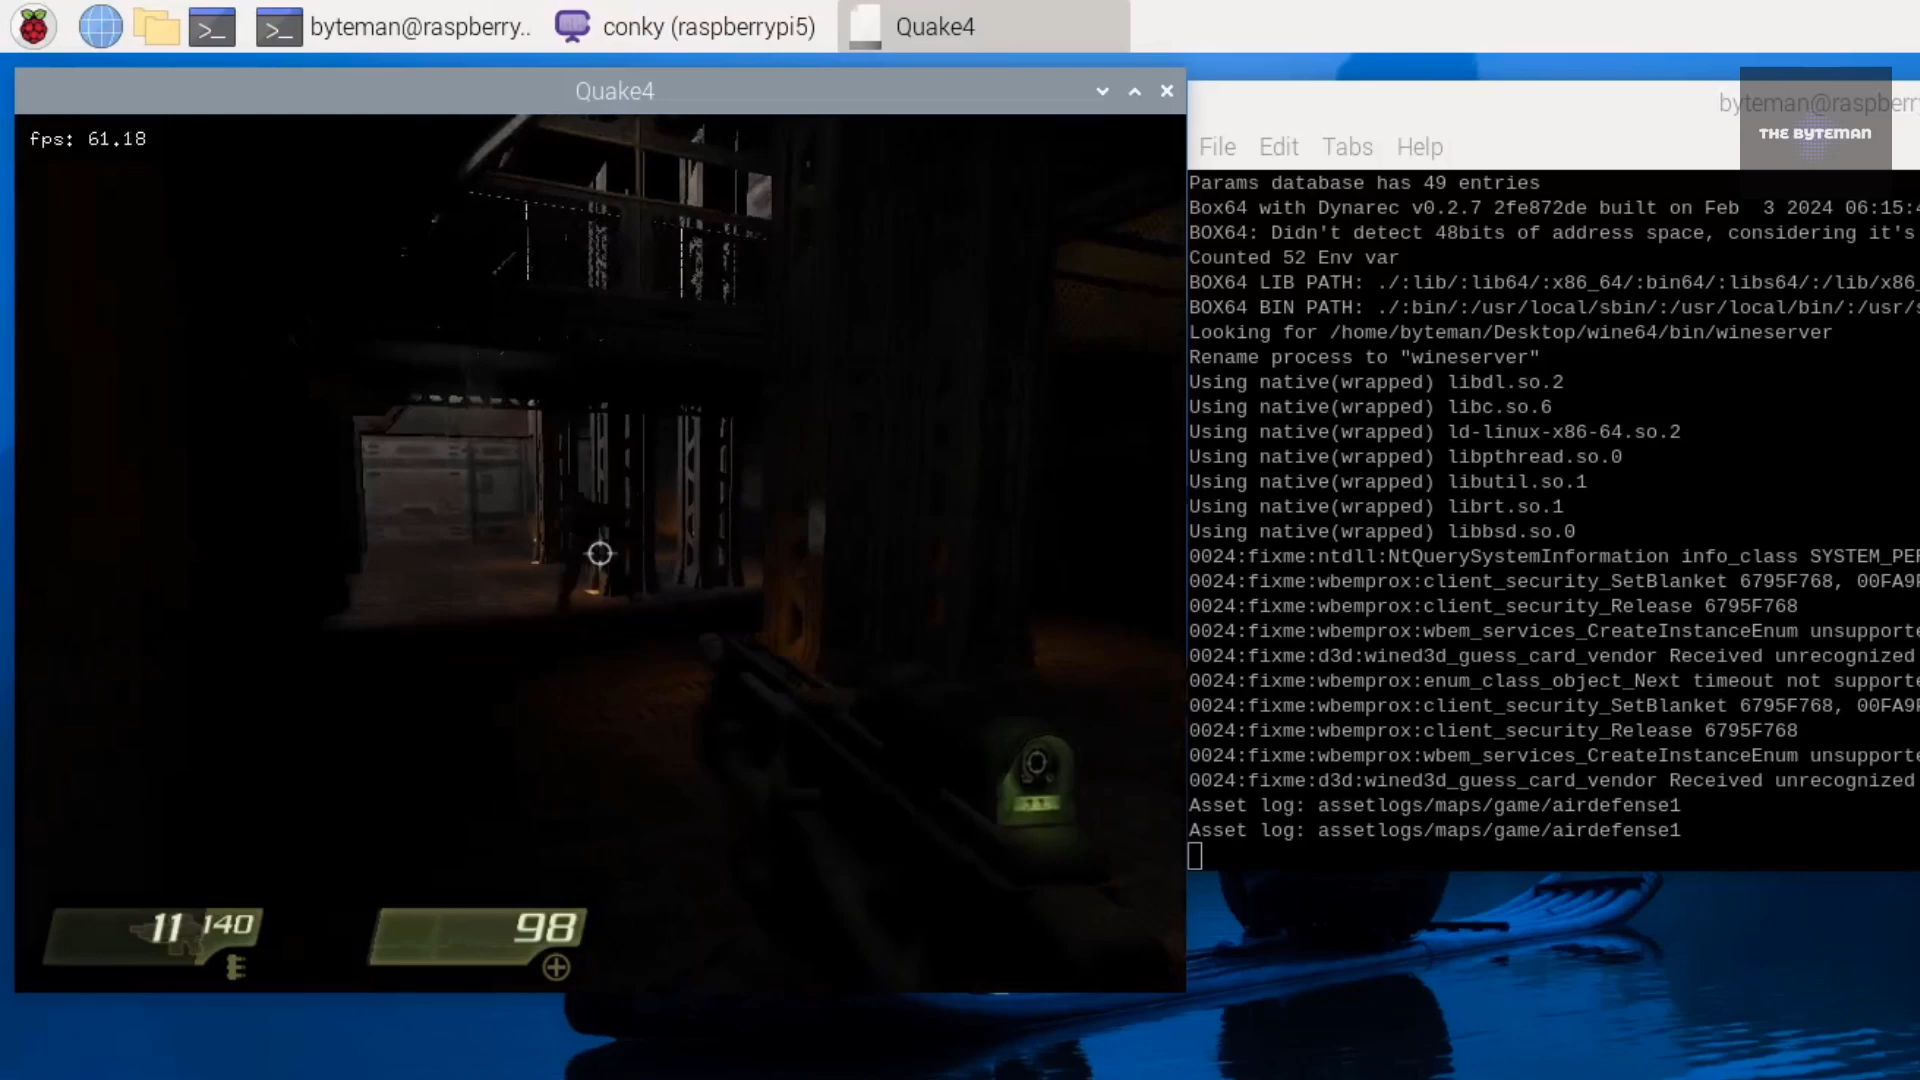 byteman@raspberry..
conky (raspberrypi5)
Quake4
Quake4
fps: 61.18
11 140
98
byteman@raspberry
THE BYTEMAN
File Edit Tabs Help
Params database has 49 entries
Box64 with Dynarec v0.2.7 2fe872de built on Feb  3 2024 06:15:4
BOX64: Didn't detect 48bits of address space, considering it's
Counted 52 Env var
BOX64 LIB PATH: ./:lib/:lib64/:x86_64/:bin64/:libs64/:/lib/x86_
BOX64 BIN PATH: ./:bin/:/usr/local/sbin/:/usr/local/bin/:/usr/s
Looking for /home/byteman/Desktop/wine64/bin/wineserver
Rename process to "wineserver"
Using native(wrapped) libdl.so.2
Using native(wrapped) libc.so.6
Using native(wrapped) ld-linux-x86-64.so.2
Using native(wrapped) libpthread.so.0
Using native(wrapped) libutil.so.1
Using native(wrapped) librt.so.1
Using native(wrapped) libbsd.so.0
0024:fixme:ntdll:NtQuerySystemInformation info_class SYSTEM_PER
0024:fixme:wbemprox:client_security_SetBlanket 6795F768, 00FA9F
0024:fixme:wbemprox:client_security_Release 6795F768
0024:fixme:wbemprox:wbem_services_CreateInstanceEnum unsupporte
0024:fixme:d3d:wined3d_guess_card_vendor Received unrecognized
0024:fixme:wbemprox:enum_class_object_Next timeout not supporte
0024:fixme:wbemprox:client_security_SetBlanket 6795F768, 00FA9F
0024:fixme:wbemprox:client_security_Release 6795F768
0024:fixme:wbemprox:wbem_services_CreateInstanceEnum unsupporte
0024:fixme:d3d:wined3d_guess_card_vendor Received unrecognized
Asset log: assetlogs/maps/game/airdefense1
Asset log: assetlogs/maps/game/airdefense1